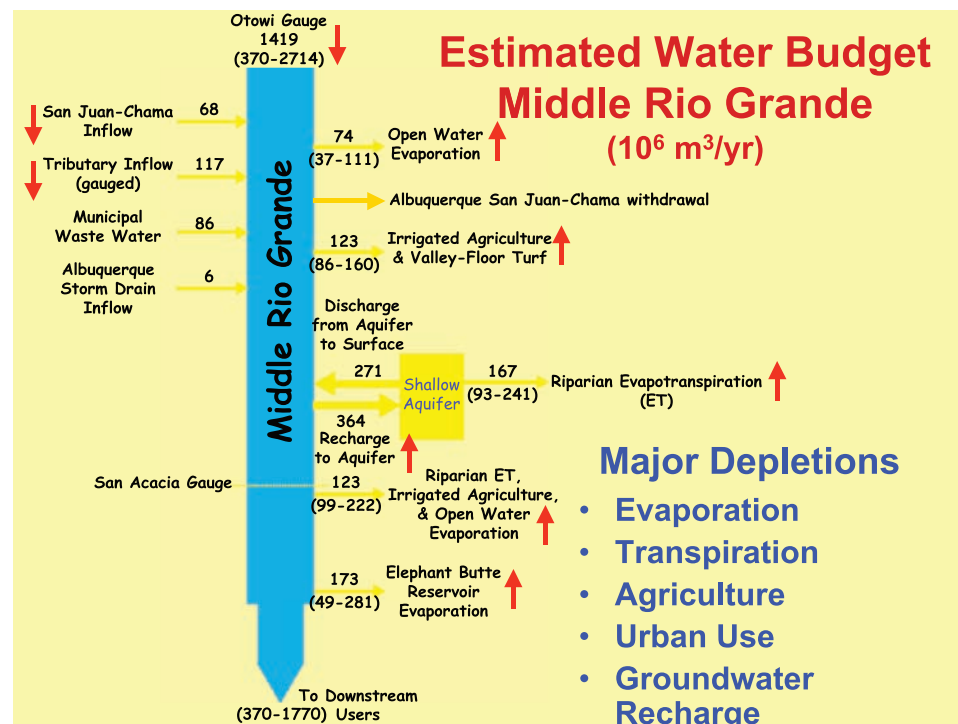 Estimated Water Budget
Middle Rio Grande
(10⁶ m³/yr)
Otowi Gauge
1419
(370-2714)
San Juan-Chama
Inflow
68
Tributary Inflow
(gauged)
117
Municipal
Waste Water
86
Albuquerque
Storm Drain
Inflow
6
Middle Rio Grande
74
(37-111)
Open Water
Evaporation
Albuquerque San Juan-Chama withdrawal
123
(86-160)
Irrigated Agriculture
& Valley-Floor Turf
Discharge
from Aquifer
to Surface
271
Shallow
Aquifer
167
(93-241)
Riparian Evapotranspiration
(ET)
364
Recharge
to Aquifer
San Acacia Gauge
123
(99-222)
Riparian ET,
Irrigated Agriculture,
& Open Water
Evaporation
173
(49-281)
Elephant Butte
Reservoir
Evaporation
To Downstream
(370-1770) Users
Major Depletions
• Evaporation
• Transpiration
• Agriculture
• Urban Use
• Groundwater
Recharge